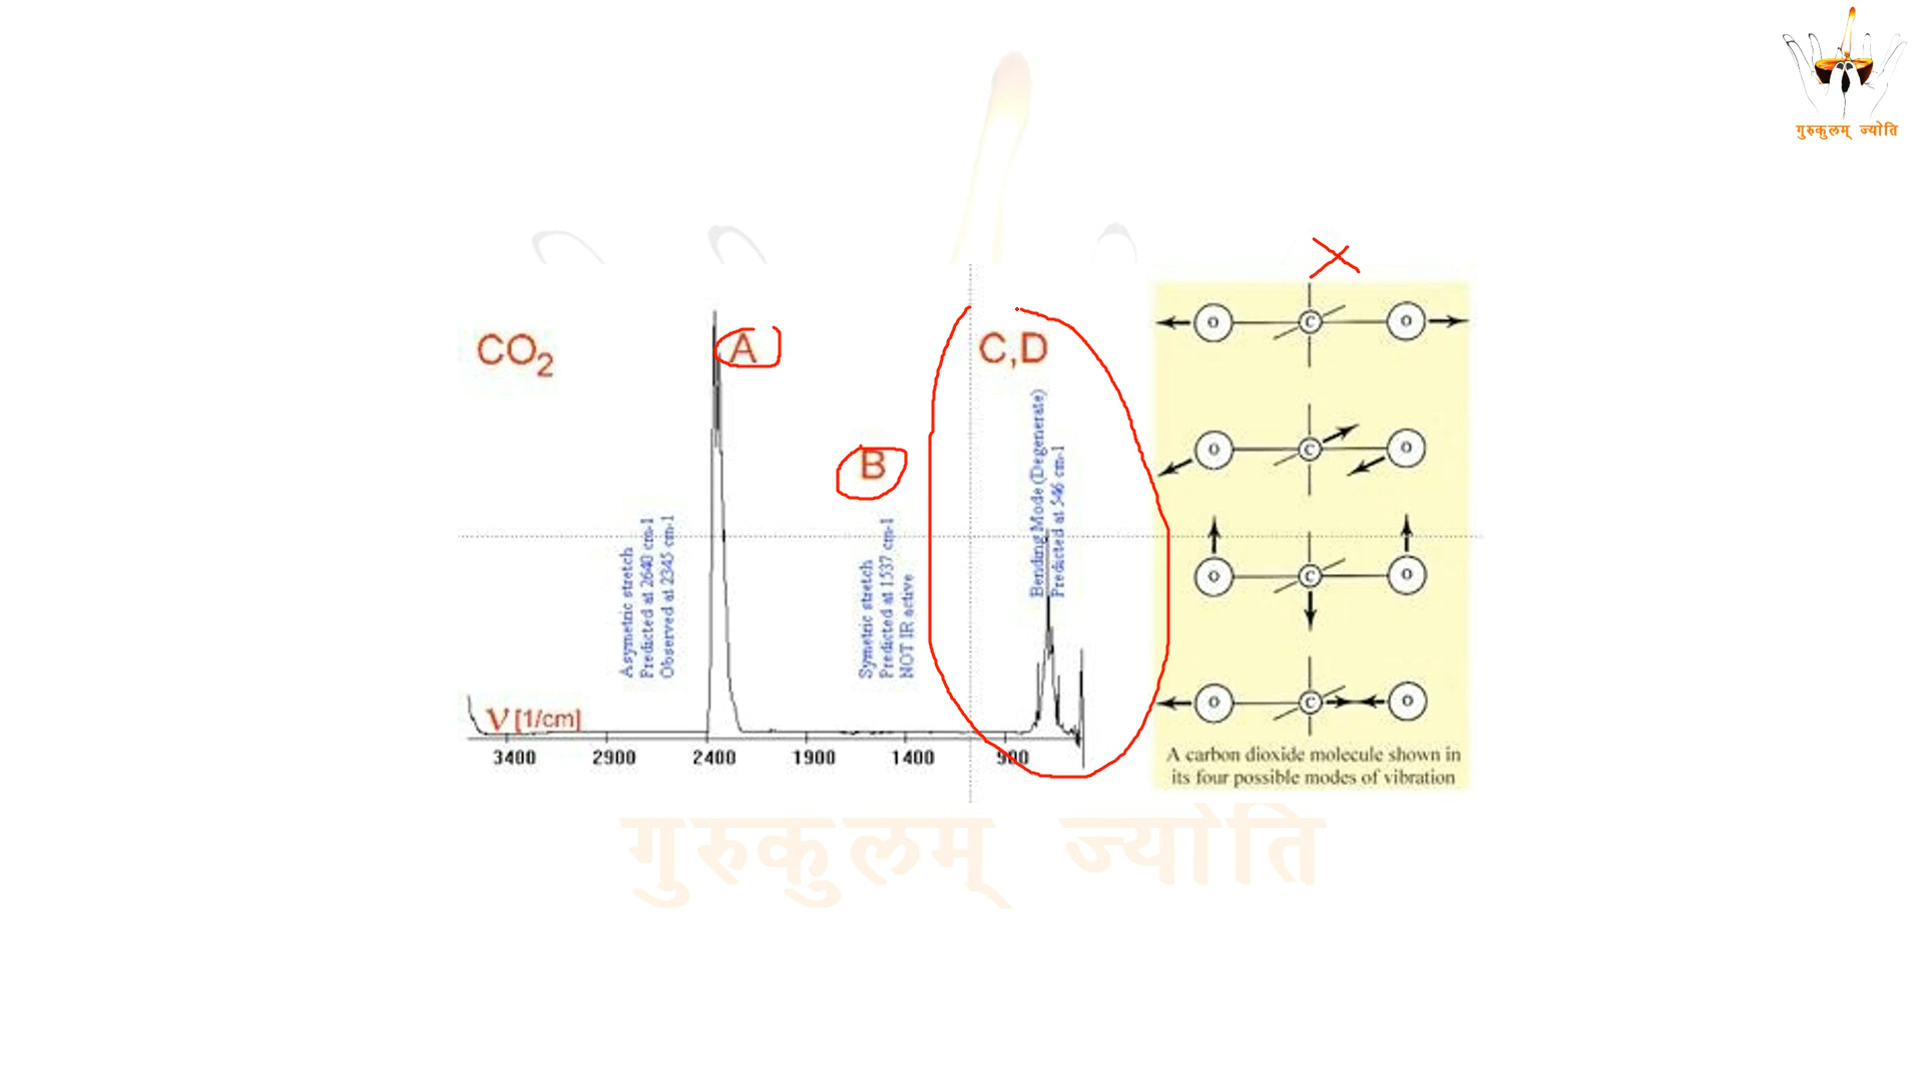 गुरुकुलम् ज्योति
CO2
A
B
C,D
Asymetric stretch
Predicted at 2640 cm-1
Observed at 2345 cm-1
Symetric stretch
Predicted at 1537 cm-1
NOT IR active
Bending Mode (Degenerate)
Predicted at 546 cm-1
V [1/cm]
3400 2900 2400 1900 1400 900
O C O
O C O
O C O
O C O
A carbon dioxide molecule shown in
its four possible modes of vibration
गुरुकुलम् ज्योति